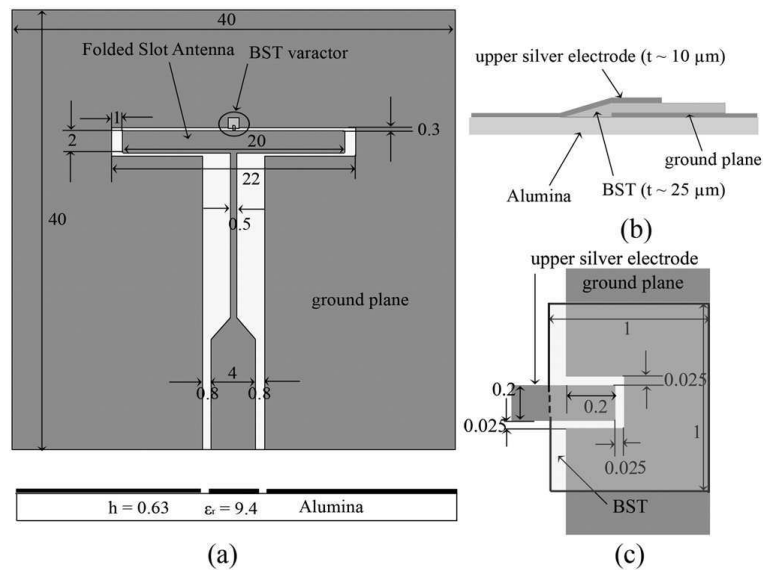 40
Folded Slot Antenna
BST varactor
1
0.3
2
20
22
40
0.5
ground plane
4
0.8
0.8
h = 0.63
εᵣ = 9.4
Alumina
(a)
upper silver electrode (t ~ 10 µm)
ground plane
Alumina
BST (t ~ 25 µm)
(b)
upper silver electrode
ground plane
1
0.025
0.2
0.2
0.025
1
0.025
BST
(c)